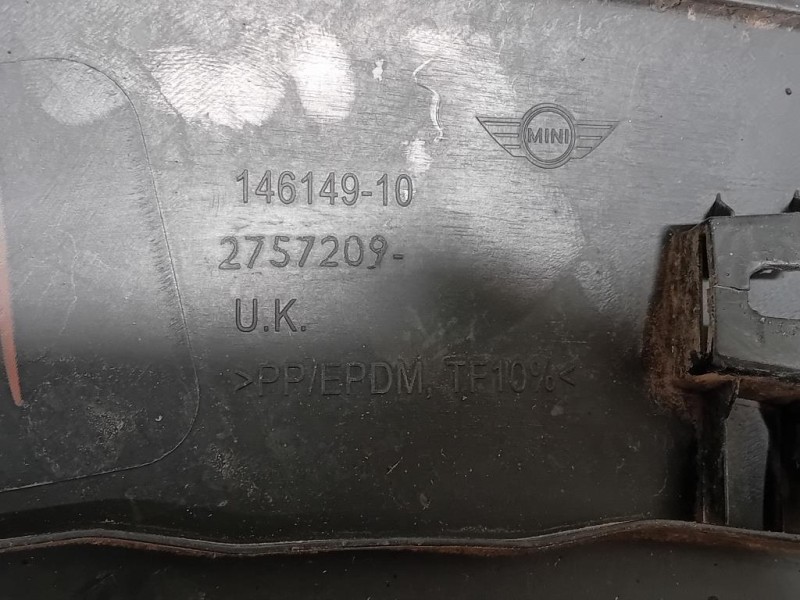 MINI
146149-10
2757209-
U.K.
>PP/EPDM, TF10%<